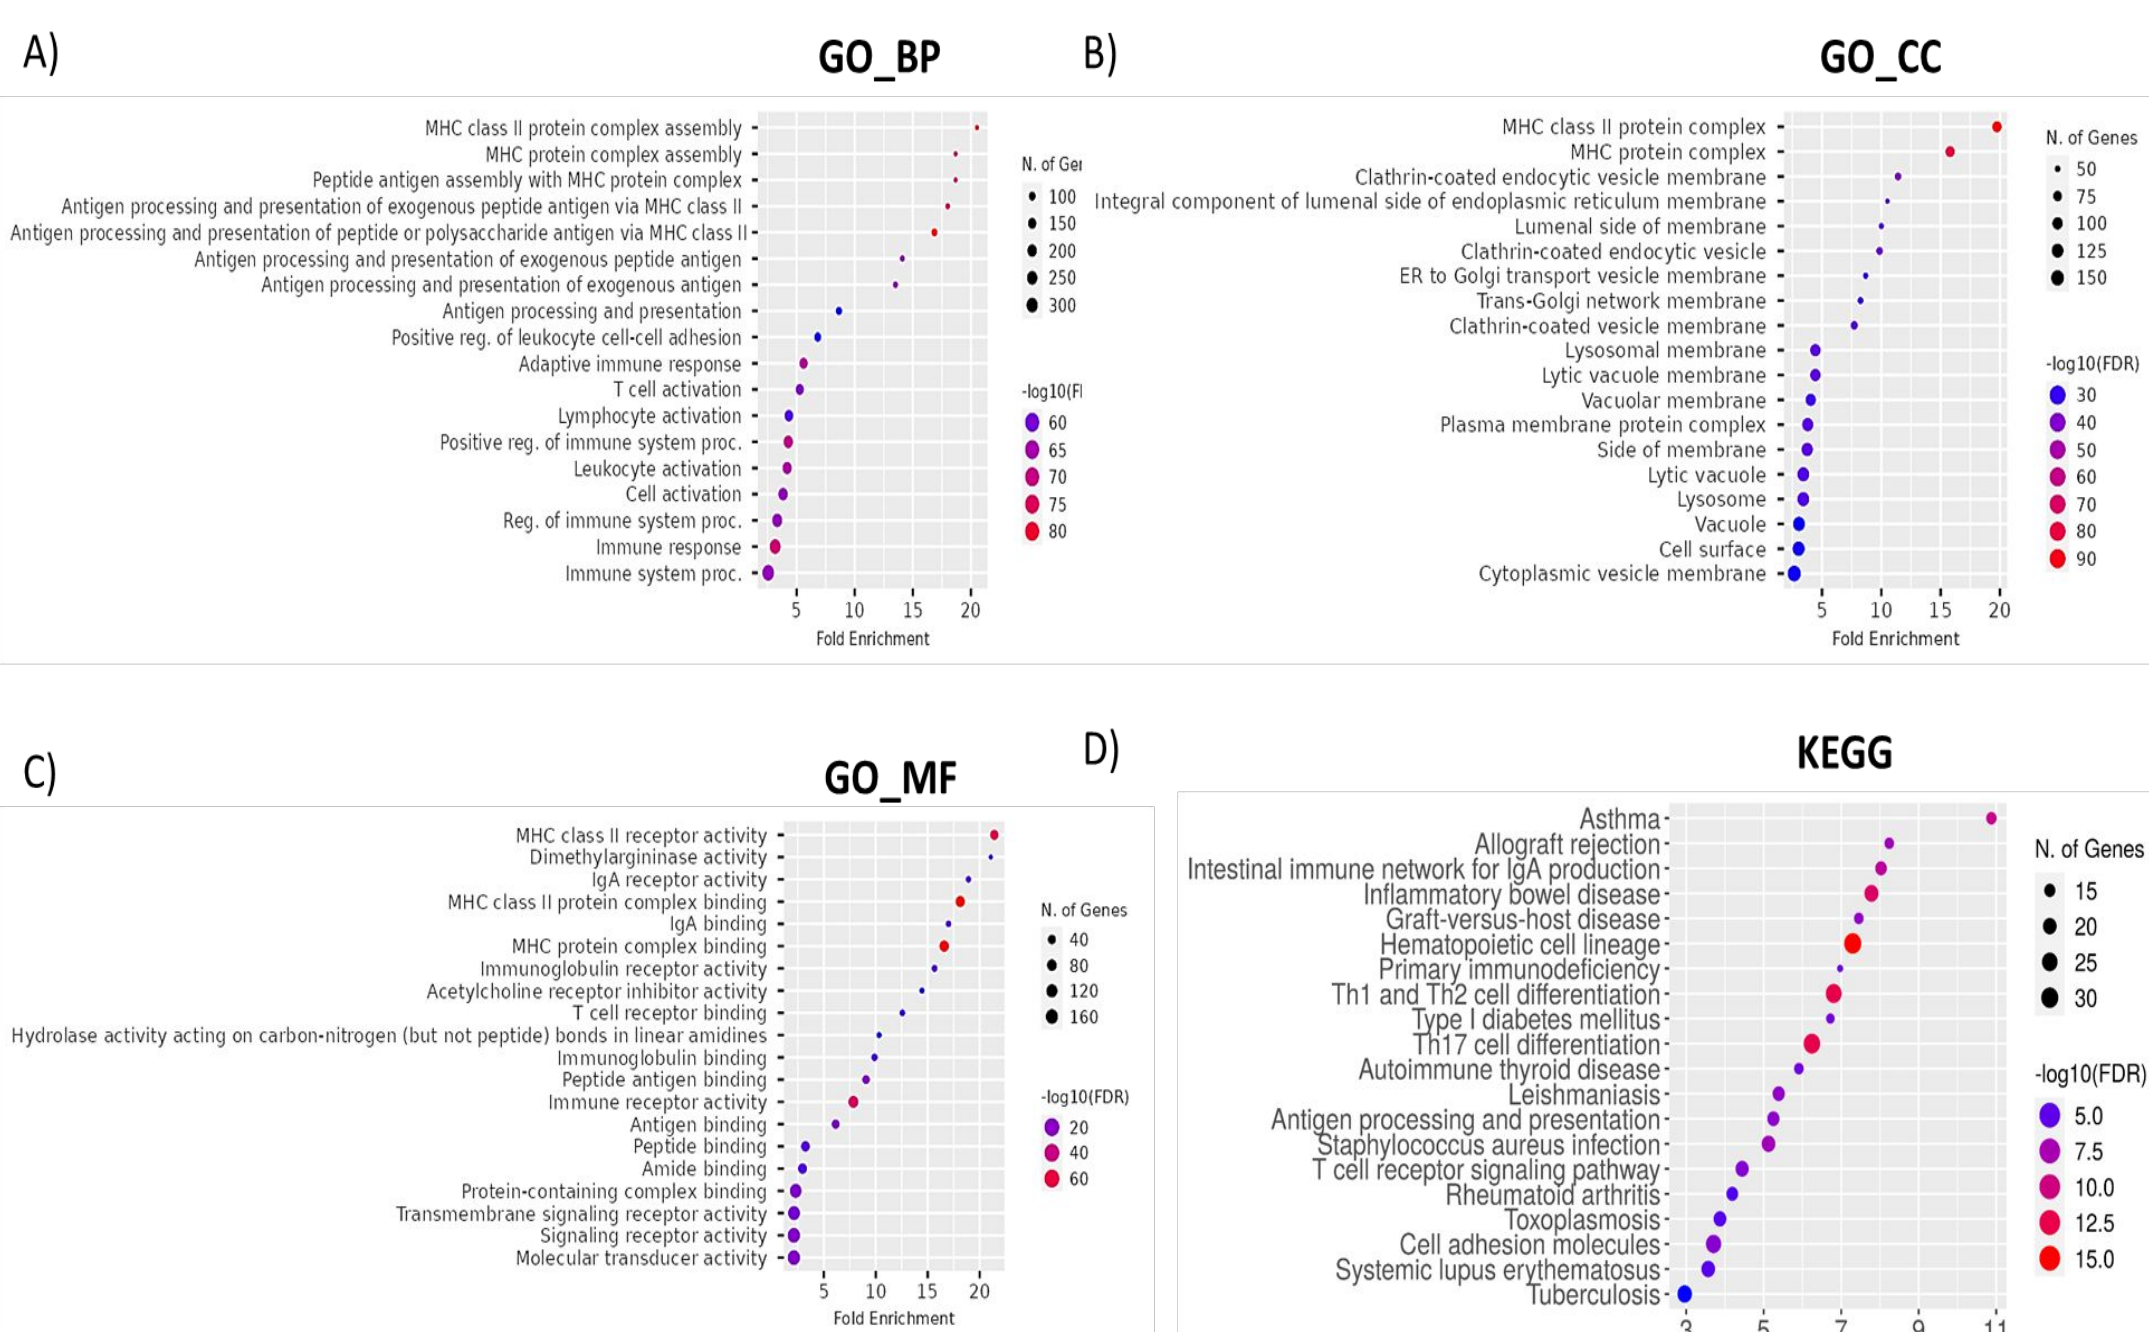 A)
GO_BP
MHC class II protein complex assembly
MHC protein complex assembly
Peptide antigen assembly with MHC protein complex
Antigen processing and presentation of exogenous peptide antigen via MHC class II
Antigen processing and presentation of peptide or polysaccharide antigen via MHC class II
Antigen processing and presentation of exogenous peptide antigen
Antigen processing and presentation of exogenous antigen
Antigen processing and presentation
Positive reg. of leukocyte cell-cell adhesion
Adaptive immune response
T cell activation
Lymphocyte activation
Positive reg. of immune system proc.
Leukocyte activation
Cell activation
Reg. of immune system proc.
Immune response
Immune system proc.
5 10 15 20
Fold Enrichment
N. of Ger
100
150
200
250
300
-log10(FI
60
65
70
75
80
B)
GO_CC
MHC class II protein complex
MHC protein complex
Clathrin-coated endocytic vesicle membrane
Integral component of lumenal side of endoplasmic reticulum membrane
Lumenal side of membrane
Clathrin-coated endocytic vesicle
ER to Golgi transport vesicle membrane
Trans-Golgi network membrane
Clathrin-coated vesicle membrane
Lysosomal membrane
Lytic vacuole membrane
Vacuolar membrane
Plasma membrane protein complex
Side of membrane
Lytic vacuole
Lysosome
Vacuole
Cell surface
Cytoplasmic vesicle membrane
5 10 15 20
Fold Enrichment
N. of Genes
50
75
100
125
150
-log10(FDR)
30
40
50
60
70
80
90
C)
GO_MF
MHC class II receptor activity
Dimethylargininase activity
IgA receptor activity
MHC class II protein complex binding
IgA binding
MHC protein complex binding
Immunoglobulin receptor activity
Acetylcholine receptor inhibitor activity
T cell receptor binding
Hydrolase activity acting on carbon-nitrogen (but not peptide) bonds in linear amidines
Immunoglobulin binding
Peptide antigen binding
Immune receptor activity
Antigen binding
Peptide binding
Amide binding
Protein-containing complex binding
Transmembrane signaling receptor activity
Signaling receptor activity
Molecular transducer activity
5 10 15 20
Fold Enrichment
N. of Genes
40
80
120
160
-log10(FDR)
20
40
60
D)
KEGG
Asthma
Allograft rejection
Intestinal immune network for IgA production
Inflammatory bowel disease
Graft-versus-host disease
Hematopoietic cell lineage
Primary immunodeficiency
Th1 and Th2 cell differentiation
Type I diabetes mellitus
Th17 cell differentiation
Autoimmune thyroid disease
Leishmaniasis
Antigen processing and presentation
Staphylococcus aureus infection
T cell receptor signaling pathway
Rheumatoid arthritis
Toxoplasmosis
Cell adhesion molecules
Systemic lupus erythematosus
Tuberculosis
3 5 7 9 11
N. of Genes
15
20
25
30
-log10(FDR)
5.0
7.5
10.0
12.5
15.0